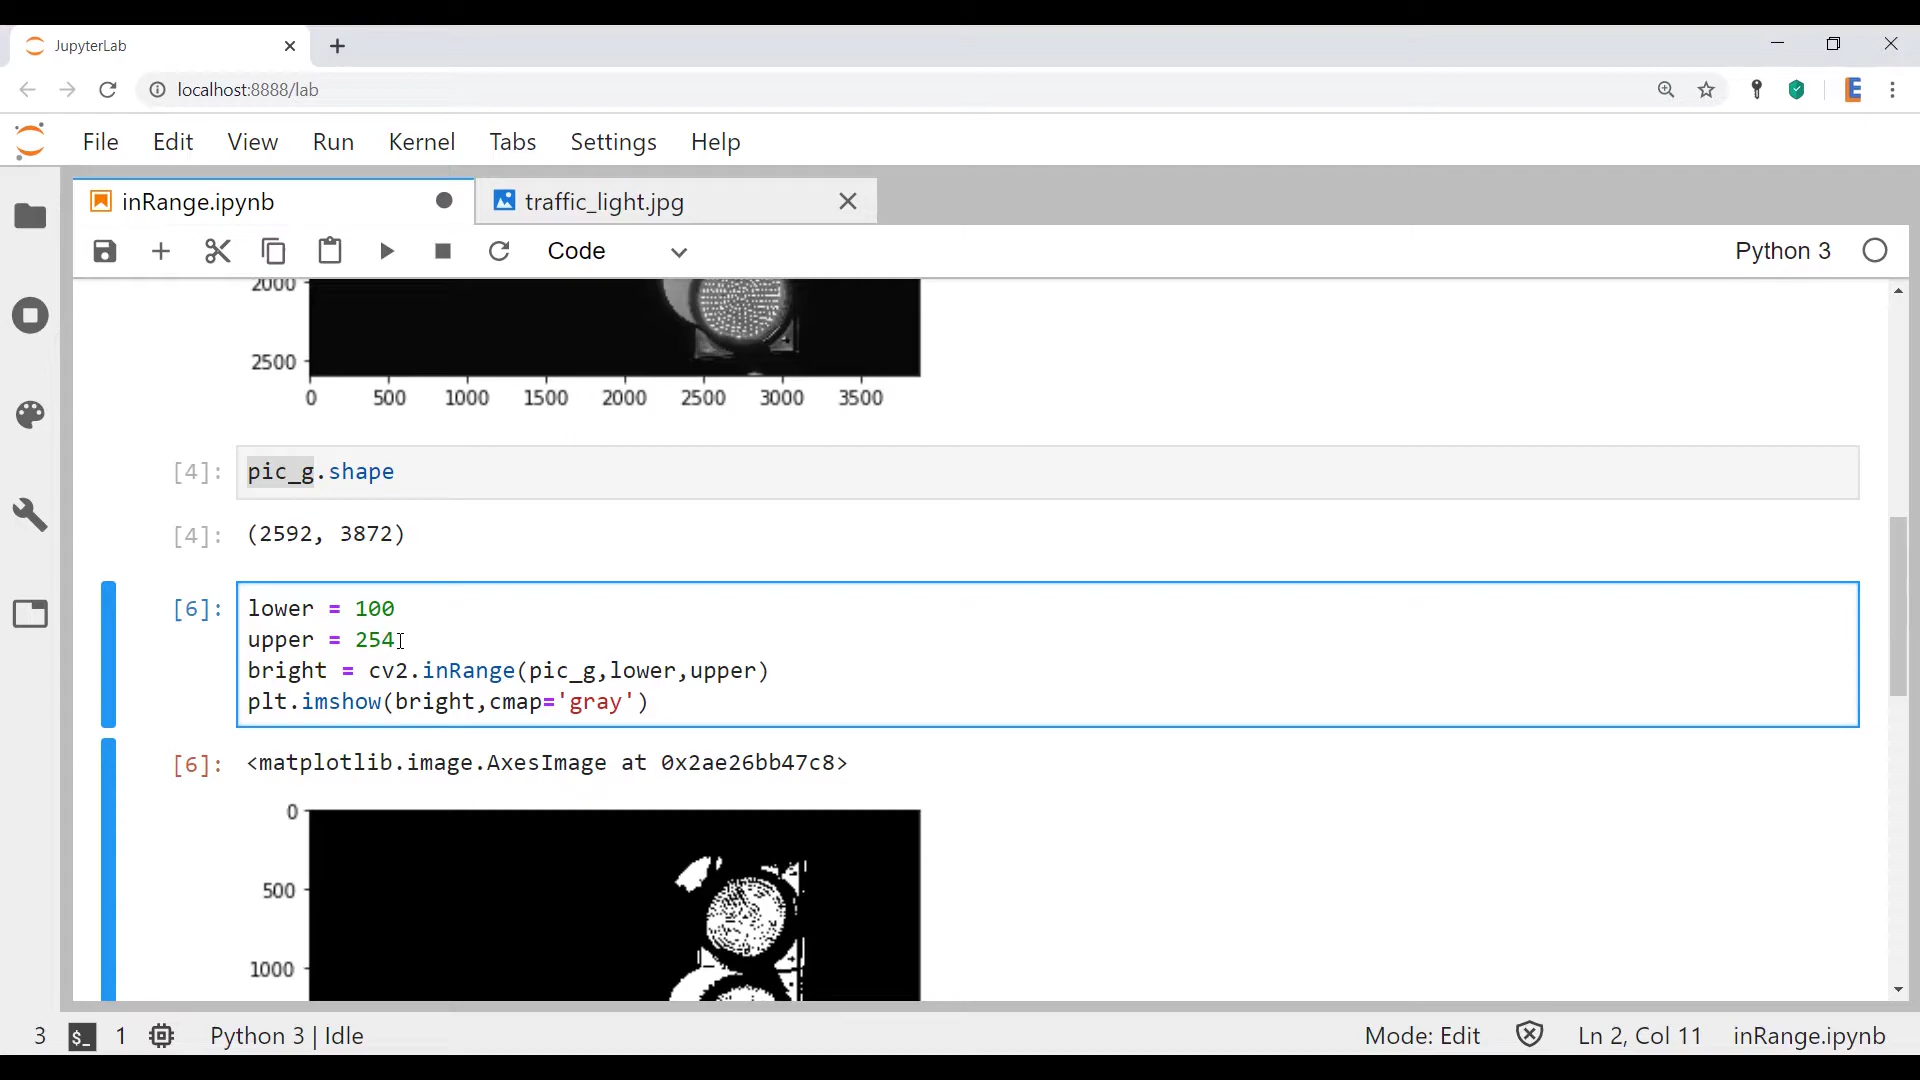 JupyterLab
localhost:8888/lab
File Edit View Run Kernel Tabs Settings Help
inRange.ipynb
traffic_light.jpg
Code
Python 3
2000
2500
0 500 1000 1500 2000 2500 3000 3500
[4]: pic_g.shape
[4]: (2592, 3872)
[6]: lower = 100
upper = 254
bright = cv2.inRange(pic_g,lower,upper)
plt.imshow(bright,cmap='gray')
[6]: <matplotlib.image.AxesImage at 0x2ae26bb47c8>
0
500
1000
3 $_ 1 Python 3 | Idle Mode: Edit Ln 2, Col 11 inRange.ipynb